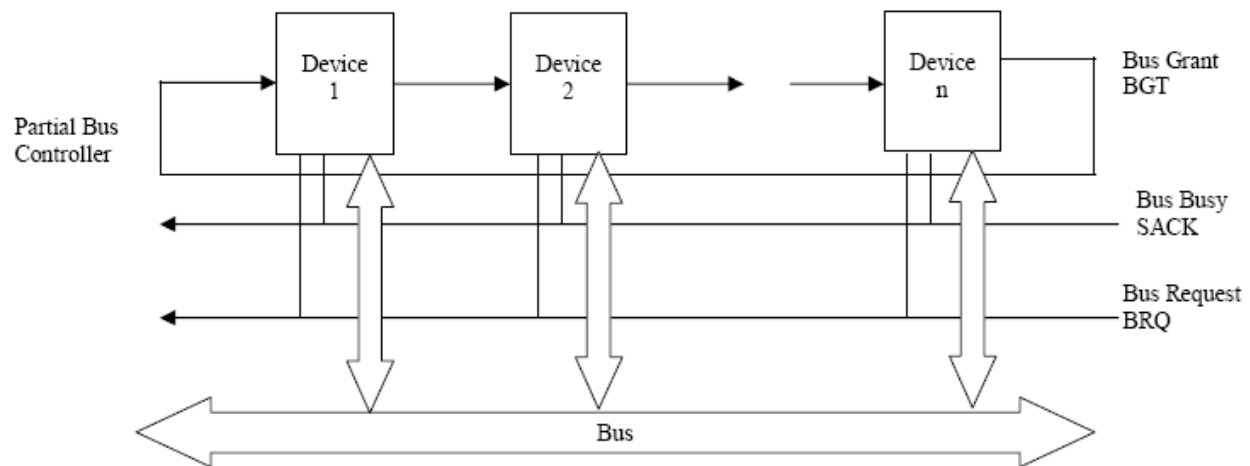 Device
1
Device
2
Device
n
Bus Grant
BGT
Partial Bus
Controller
Bus Busy
SACK
Bus Request
BRQ
Bus